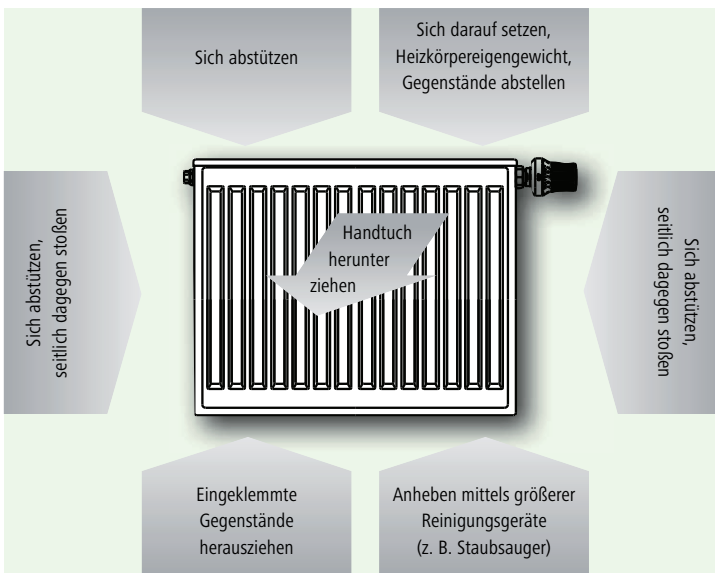 Sich abstützen
Sich darauf setzen,
Heizkörpereigengewicht,
Gegenstände abstellen
Sich abstützen,
seitlich dagegen stoßen
Handtuch
herunter
ziehen
Sich abstützen,
seitlich dagegen stoßen
Eingeklemmte
Gegenstände
herausziehen
Anheben mittels größerer
Reinigungsgeräte
(z. B. Staubsauger)